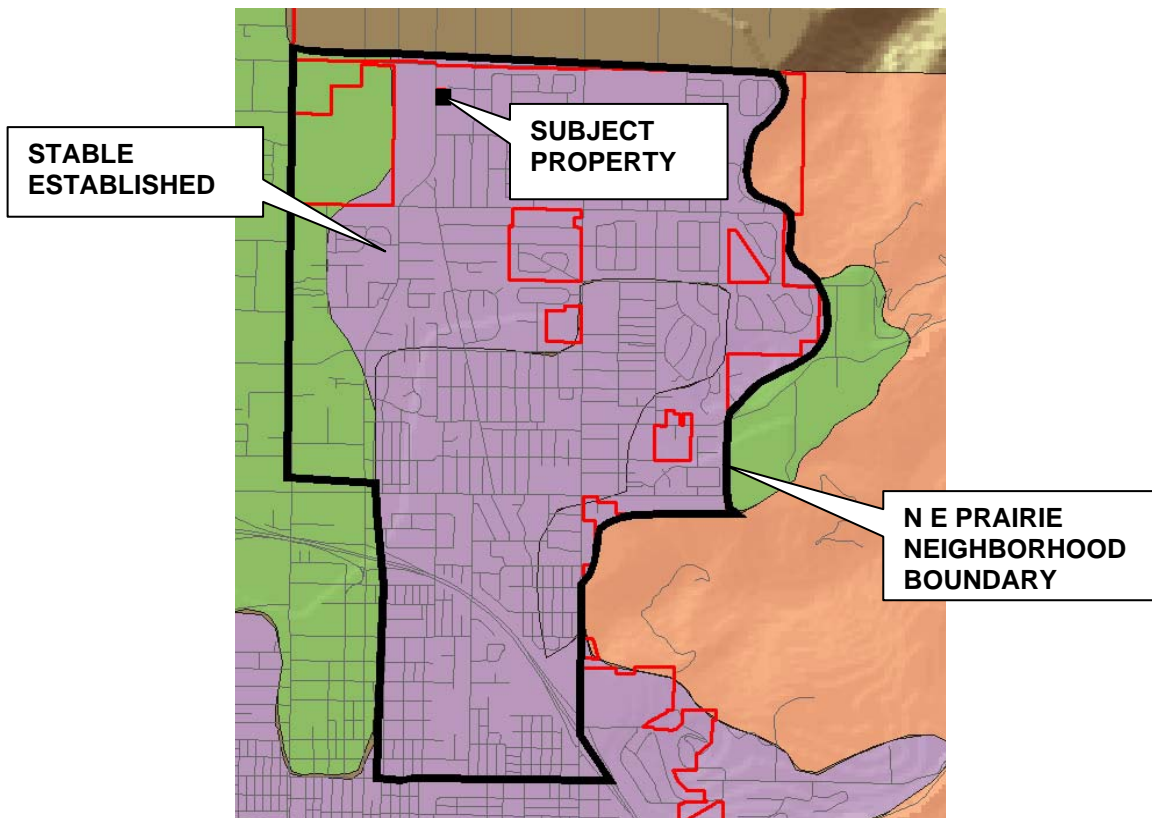 STABLE
ESTABLISHED
SUBJECT
PROPERTY
N E PRAIRIE
NEIGHBORHOOD
BOUNDARY